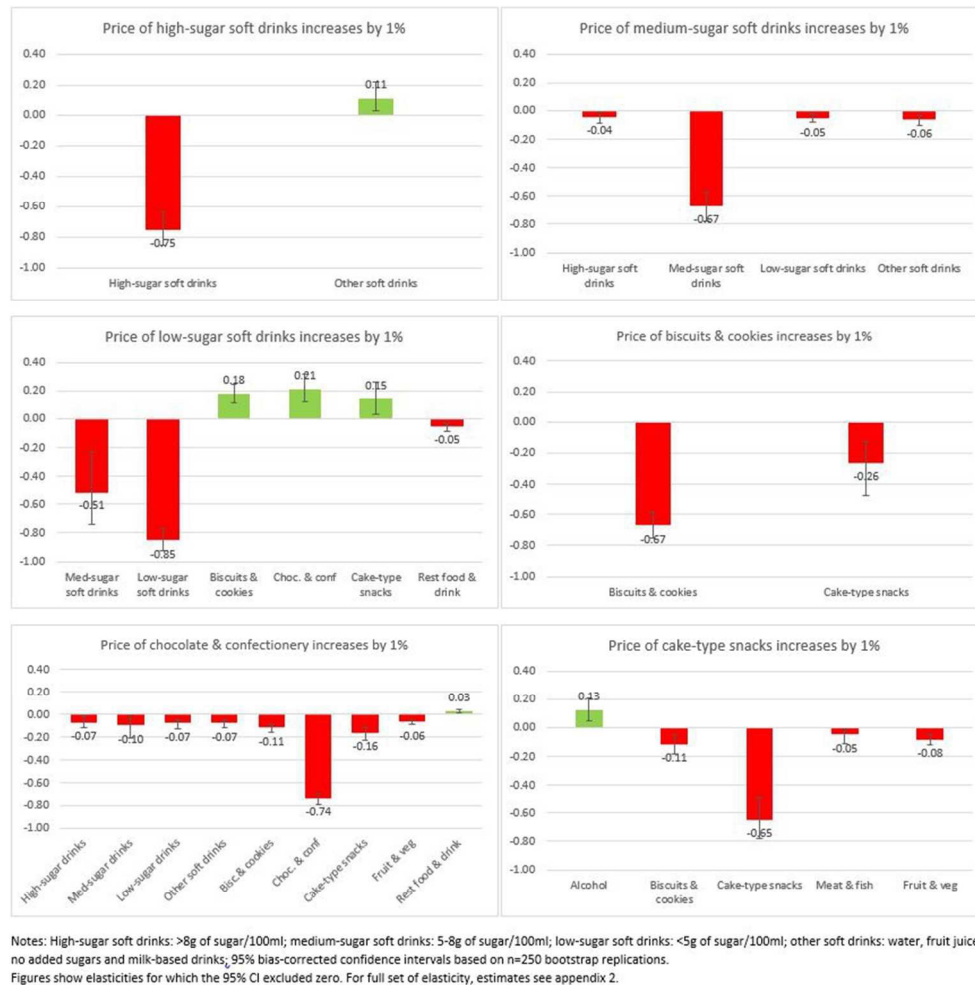 Price of high-sugar soft drinks increases by 1%
0.40
0.20
0.00
-0.20
-0.40
-0.60
-0.80
-1.00
-0.75
0.11
High-sugar soft drinks
Other soft drinks
Price of medium-sugar soft drinks increases by 1%
0.40
0.20
0.00
-0.20
-0.40
-0.60
-0.80
-1.00
-0.04
-0.67
-0.05
-0.06
High-sugar soft
drinks
Med-sugar soft
drinks
Low-sugar soft drinks
Other soft drinks
Price of low-sugar soft drinks increases by 1%
0.40
0.20
0.00
-0.20
-0.40
-0.60
-0.80
-1.00
-0.51
-0.85
0.18
0.21
0.15
-0.05
Med-sugar
soft drinks
Low-sugar
soft drinks
Biscuits &
cookies
Choc. & conf
Cake-type
snacks
Rest food &
drink
Price of biscuits & cookies increases by 1%
0.40
0.20
0.00
-0.20
-0.40
-0.60
-0.80
-1.00
-0.67
-0.26
Biscuits & cookies
Cake-type snacks
Price of chocolate & confectionery increases by 1%
0.40
0.20
0.00
-0.20
-0.40
-0.60
-0.80
-1.00
-0.07
-0.10
-0.07
-0.07
-0.11
-0.74
-0.16
-0.06
0.03
High-sugar drinks
Med-sugar drinks
Low-sugar drinks
Other soft drinks
Bisc. & cookies
Choc. & conf
Cake-type snacks
Fruit & veg
Rest food & drink
Price of cake-type snacks increases by 1%
0.40
0.20
0.00
-0.20
-0.40
-0.60
-0.80
-1.00
0.13
-0.11
-0.65
-0.05
-0.08
Alcohol
Biscuits &
cookies
Cake-type snacks
Meat & fish
Fruit & veg
Notes: High-sugar soft drinks: >8g of sugar/100ml; medium-sugar soft drinks: 5-8g of sugar/100ml; low-sugar soft drinks: <5g of sugar/100ml; other soft drinks: water, fruit juice
no added sugars and milk-based drinks; 95% bias-corrected confidence intervals based on n=250 bootstrap replications.
Figures show elasticities for which the 95% CI excluded zero. For full set of elasticity, estimates see appendix 2.